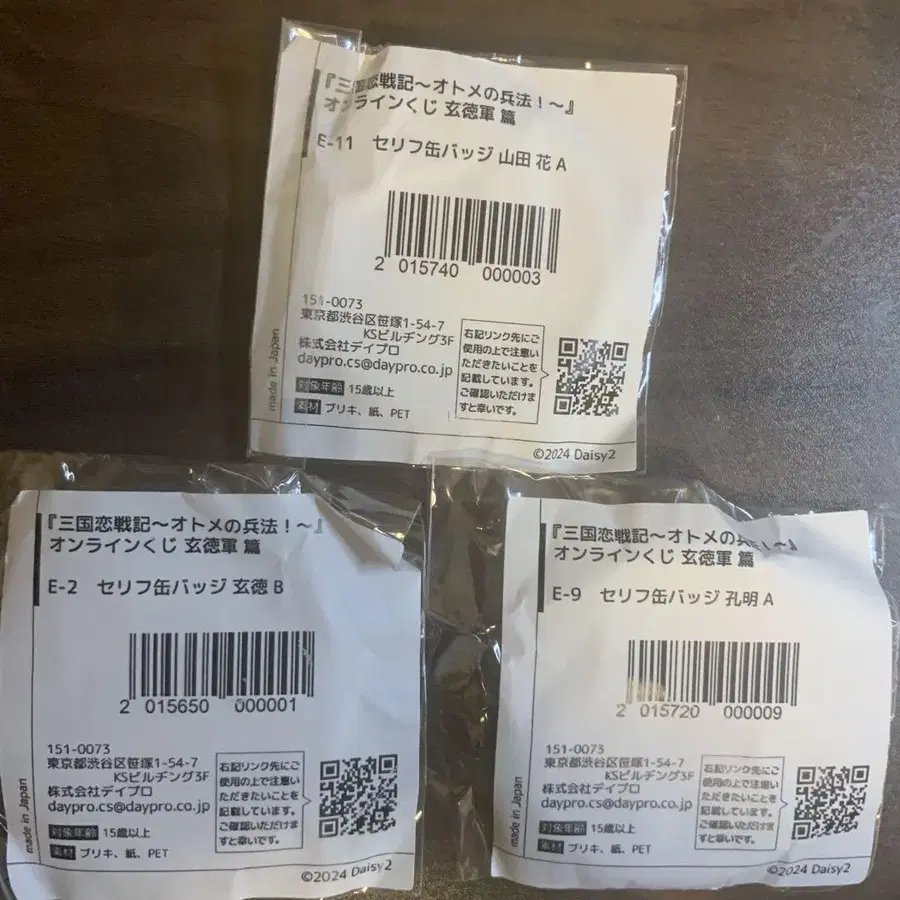 『三国恋戦記～オトメの兵法！～』
オンラインくじ 玄徳軍 篇
E-11 セリフ缶バッジ 山田 花 A
2 015740 000003
151-0073
東京都渋谷区笹塚1-54-7
KSビルヂング3F
株式会社デイプロ
daypro.cs@daypro.co.jp
対象年齢 15歳以上
素材 ブリキ、紙、PET
右記リンク先にご
使用の上で注意い
ただきたいことを
記載しています。
ご確認いただけま
すと幸いです。
made in Japan
©2024 Daisy2
『三国恋戦記～オトメの兵法！～』
オンラインくじ 玄徳軍 篇
E-2 セリフ缶バッジ 玄徳 B
2 015650 000001
151-0073
東京都渋谷区笹塚1-54-7
KSビルヂング3F
株式会社デイプロ
daypro.cs@daypro.co.jp
対象年齢 15歳以上
素材 ブリキ、紙、PET
右記リンク先にご
使用の上で注意い
ただきたいことを
記載しています。
ご確認いただけま
すと幸いです。
made in Japan
©2024 Daisy2
『三国恋戦記～オトメの兵法！～』
オンラインくじ 玄徳軍 篇
E-9 セリフ缶バッジ 孔明 A
2 015720 000009
151-0073
東京都渋谷区笹塚1-54-7
KSビルヂング3F
株式会社デイプロ
daypro.cs@daypro.co.jp
対象年齢 15歳以上
素材 ブリキ、紙、PET
右記リンク先にご
使用の上で注意い
ただきたいことを
記載しています。
ご確認いただけま
すと幸いです。
made in Japan
©2024 Daisy2